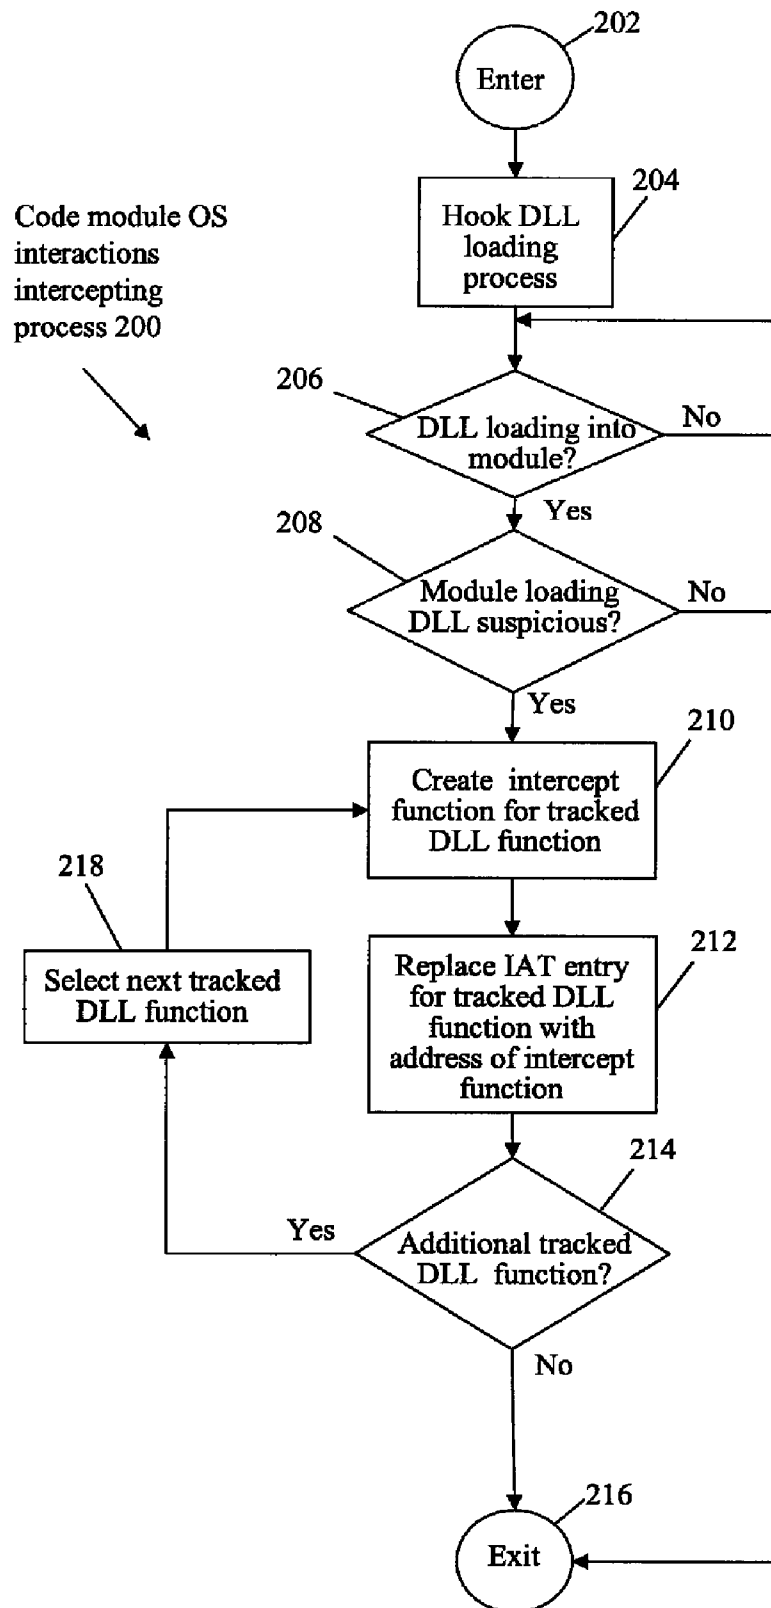 202
Enter
204
Hook DLL
loading
process
Code module OS
interactions
intercepting
process 200
206
DLL loading into
module?
No
Yes
208
Module loading
DLL suspicious?
No
Yes
210
Create intercept
function for tracked
DLL function
218
Select next tracked
DLL function
212
Replace IAT entry
for tracked DLL
function with
address of intercept
function
214
Yes
Additional tracked
DLL function?
No
216
Exit